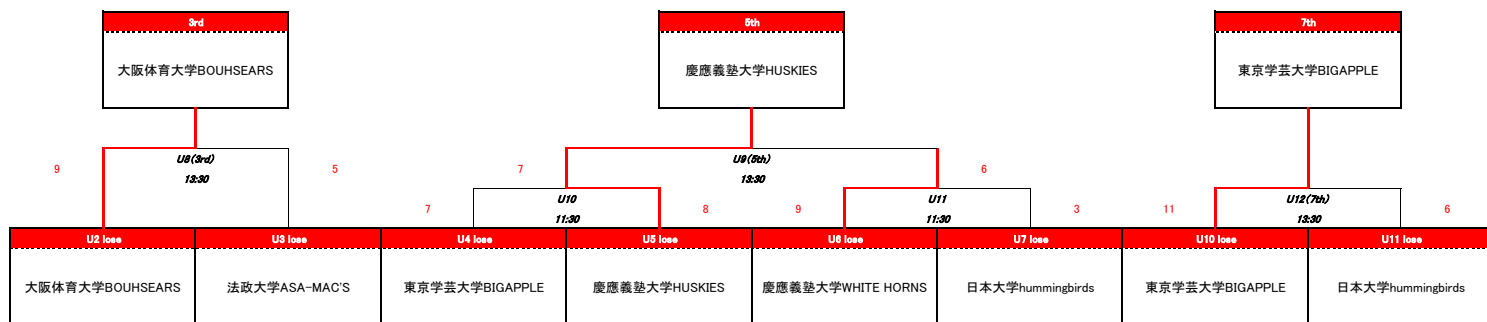 3rd
5th
7th
大阪体育大学BOUHSEARS
慶應義塾大学HUSKIES
東京学芸大学BIGAPPLE
9
U8(3rd)
13:30
5
7
U9(5th)
13:30
6
7
U10
11:30
8
9
U11
11:30
3
11
U12(7th)
13:30
6
U2 lose
U3 lose
U4 lose
U5 lose
U6 lose
U7 lose
U10 lose
U11 lose
大阪体育大学BOUHSEARS
法政大学ASA-MAC'S
東京学芸大学BIGAPPLE
慶應義塾大学HUSKIES
慶應義塾大学WHITE HORNS
日本大学hummingbirds
東京学芸大学BIGAPPLE
日本大学hummingbirds